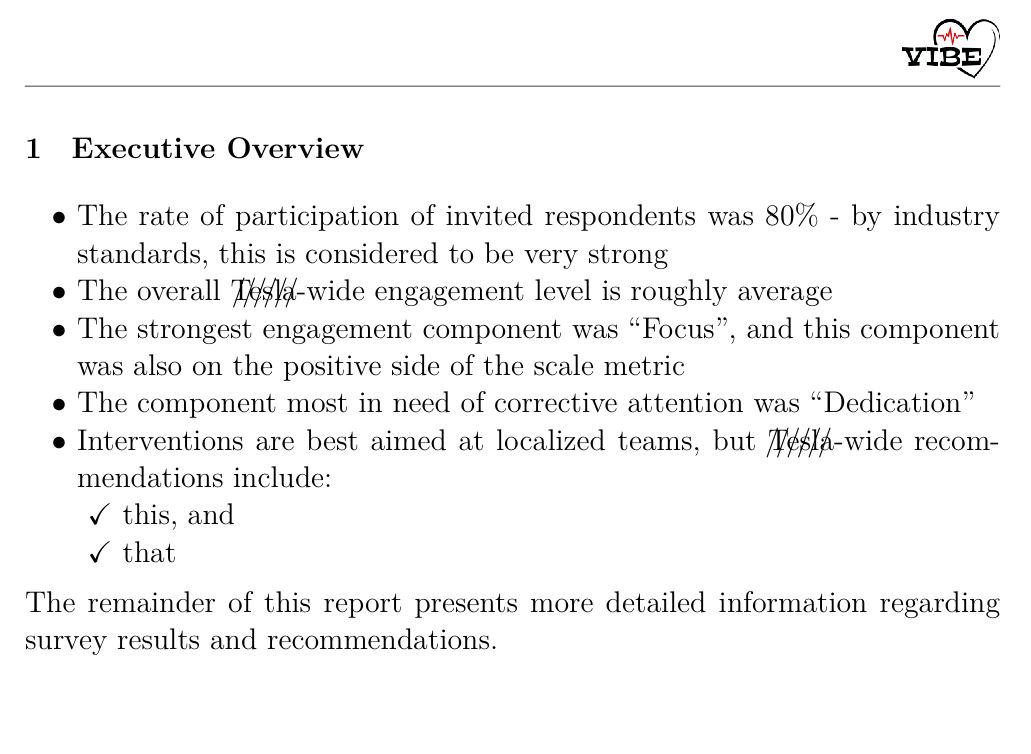 VIBE
1 Executive Overview
• The rate of participation of invited respondents was 80% - by industry
standards, this is considered to be very strong
• The overall Tesla-wide engagement level is roughly average
• The strongest engagement component was “Focus”, and this component
was also on the positive side of the scale metric
• The component most in need of corrective attention was “Dedication”
• Interventions are best aimed at localized teams, but Tesla-wide recom-
mendations include:
✓ this, and
✓ that
The remainder of this report presents more detailed information regarding
survey results and recommendations.